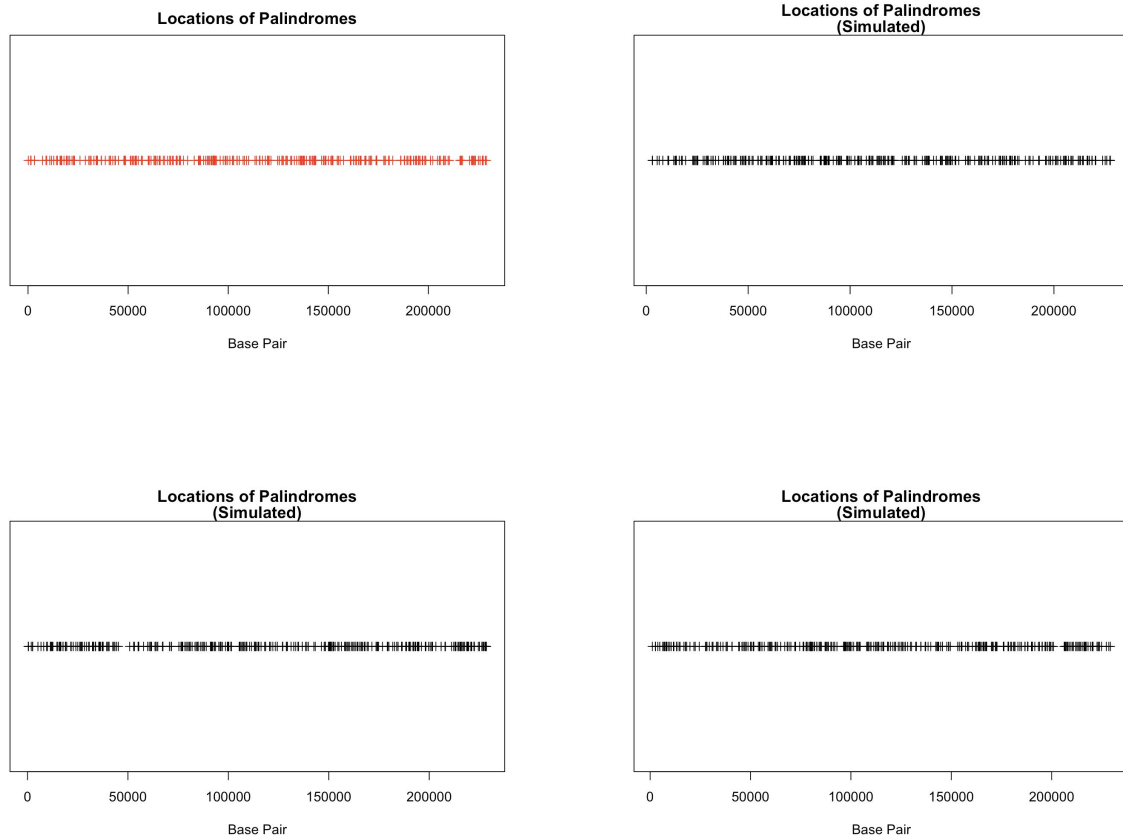 Locations of Palindromes
0 50000 100000 150000 200000
Base Pair
Locations of Palindromes
(Simulated)
0 50000 100000 150000 200000
Base Pair
Locations of Palindromes
(Simulated)
0 50000 100000 150000 200000
Base Pair
Locations of Palindromes
(Simulated)
0 50000 100000 150000 200000
Base Pair